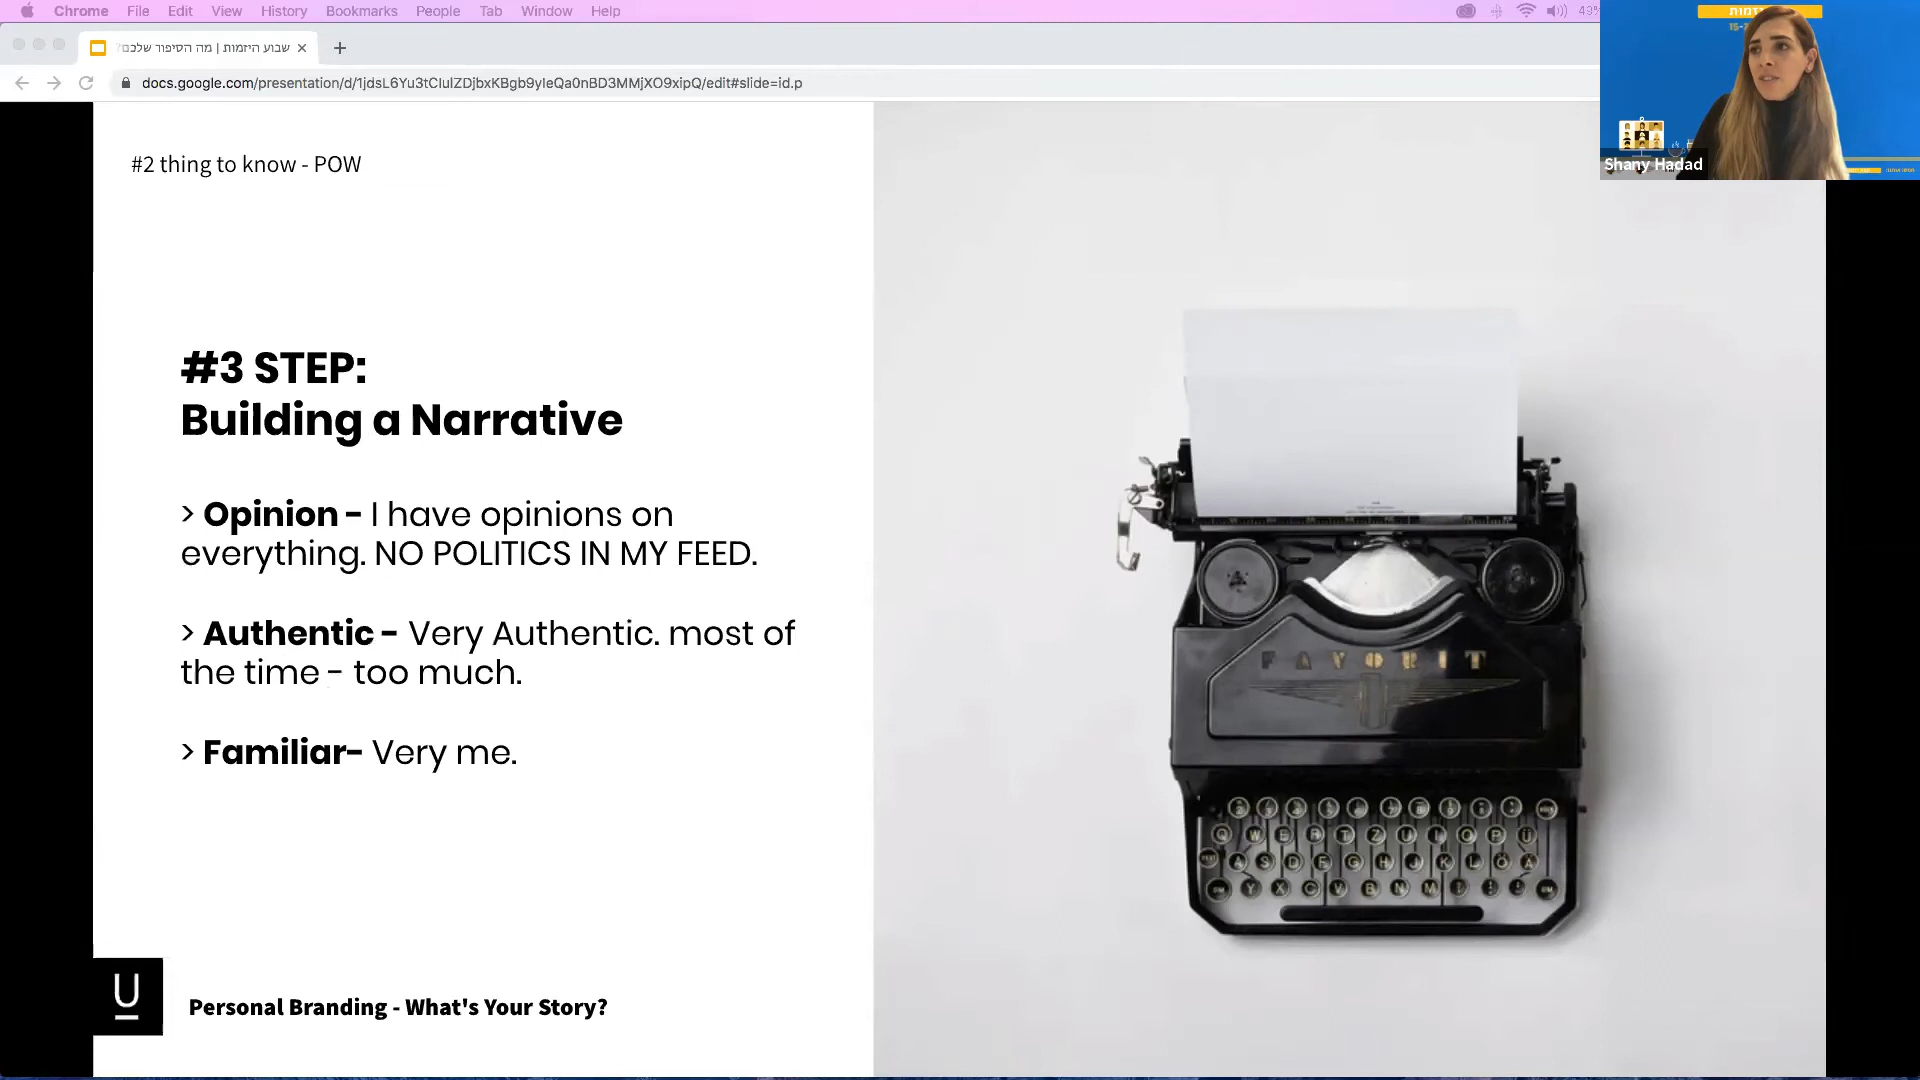 Chrome File Edit View History Bookmarks People Tab Window Help
שבוע היזמות | מה הסיפור שלכם?
docs.google.com/presentation/d/1jdsL6Yu3tCIulZDjbxKBgb9yIeQa0nBD3MMjXO9xipQ/edit#slide=id.p
Shany Hadad
#2 thing to know - POW
#3 STEP:
Building a Narrative
> Opinion - I have opinions on
everything. NO POLITICS IN MY FEED.
> Authentic - Very Authentic. most of
the time - too much.
> Familiar- Very me.
FAVORIT
Q W E R T Z U I O P Ü
A S D F G H J K L Ö Ä
Y X C V B N M
U
Personal Branding - What's Your Story?